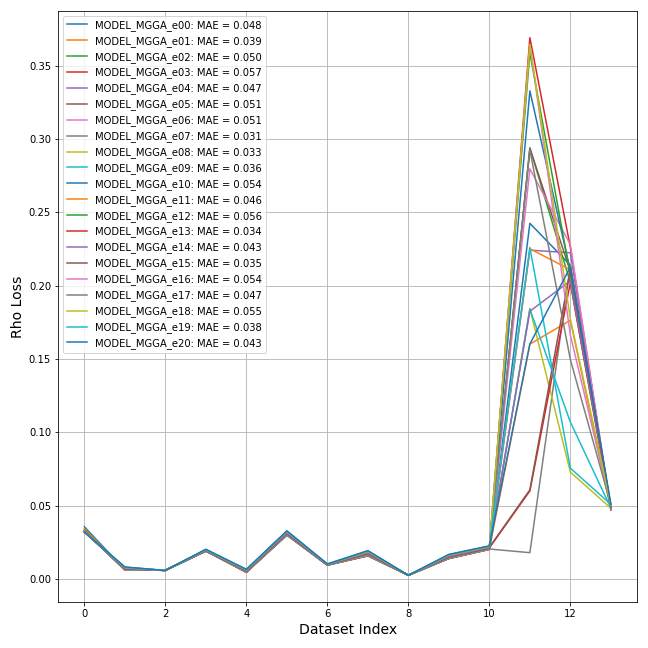 MODEL_MGGA_e00: MAE = 0.048
MODEL_MGGA_e01: MAE = 0.039
MODEL_MGGA_e02: MAE = 0.050
MODEL_MGGA_e03: MAE = 0.057
MODEL_MGGA_e04: MAE = 0.047
MODEL_MGGA_e05: MAE = 0.051
MODEL_MGGA_e06: MAE = 0.051
MODEL_MGGA_e07: MAE = 0.031
MODEL_MGGA_e08: MAE = 0.033
MODEL_MGGA_e09: MAE = 0.036
MODEL_MGGA_e10: MAE = 0.054
MODEL_MGGA_e11: MAE = 0.046
MODEL_MGGA_e12: MAE = 0.056
MODEL_MGGA_e13: MAE = 0.034
MODEL_MGGA_e14: MAE = 0.043
MODEL_MGGA_e15: MAE = 0.035
MODEL_MGGA_e16: MAE = 0.054
MODEL_MGGA_e17: MAE = 0.047
MODEL_MGGA_e18: MAE = 0.055
MODEL_MGGA_e19: MAE = 0.038
MODEL_MGGA_e20: MAE = 0.043
0.35
0.30
0.25
0.20
0.15
0.10
0.05
0.00
Rho Loss
0 2 4 6 8 10 12
Dataset Index